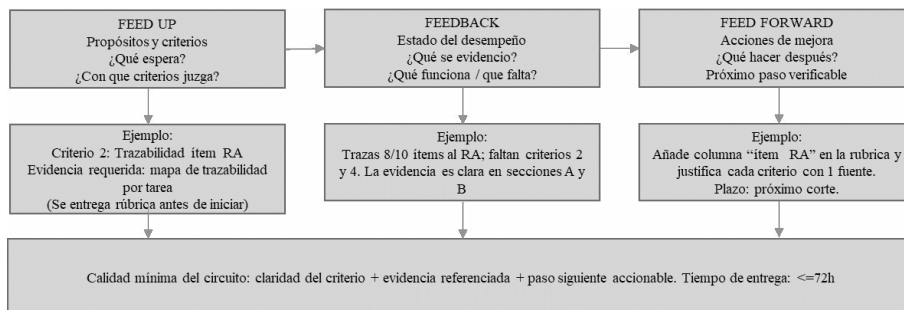 FEED UP
Propósitos y criterios
¿Qué espera?
¿Con que criterios juzga?
FEEDBACK
Estado del desempeño
¿Qué se evidencio?
¿Qué funciona / que falta?
FEED FORWARD
Acciones de mejora
¿Qué hacer después?
Próximo paso verificable
Ejemplo:
Criterio 2: Trazabilidad ítem RA
Evidencia requerida: mapa de trazabilidad
por tarea
(Se entrega rúbrica antes de iniciar)
Ejemplo:
Trazas 8/10 ítems al RA; faltan criterios 2
y 4. La evidencia es clara en secciones A y
B
Ejemplo:
Añade columna “ítem RA” en la rubrica y
justifica cada criterio con 1 fuente.
Plazo: próximo corte.
Calidad mínima del circuito: claridad del criterio + evidencia referenciada + paso siguiente accionable. Tiempo de entrega: <=72h